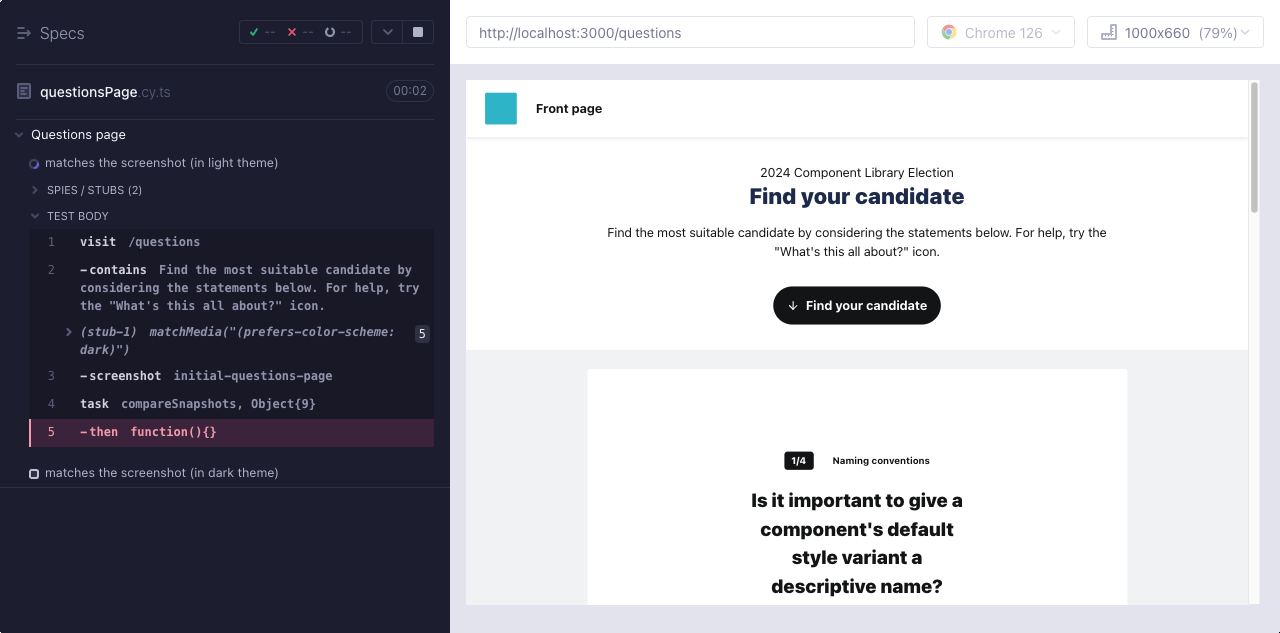 Specs
-- -- --
questionsPage.cy.ts
00:02
Questions page
matches the screenshot (in light theme)
SPIES / STUBS (2)
TEST BODY
1 visit /questions
2 -contains Find the most suitable candidate by
considering the statements below. For help, try
the "What's this all about?" icon.
(stub-1) matchMedia("(prefers-color-scheme: 5
dark)")
3 -screenshot initial-questions-page
4 task compareSnapshots, Object{9}
5 -then function(){}
matches the screenshot (in dark theme)
http://localhost:3000/questions
Chrome 126
1000x660 (79%)
Front page
2024 Component Library Election
Find your candidate
Find the most suitable candidate by considering the statements below. For help, try the
"What's this all about?" icon.
↓ Find your candidate
1/4 Naming conventions
Is it important to give a
component's default
style variant a
descriptive name?